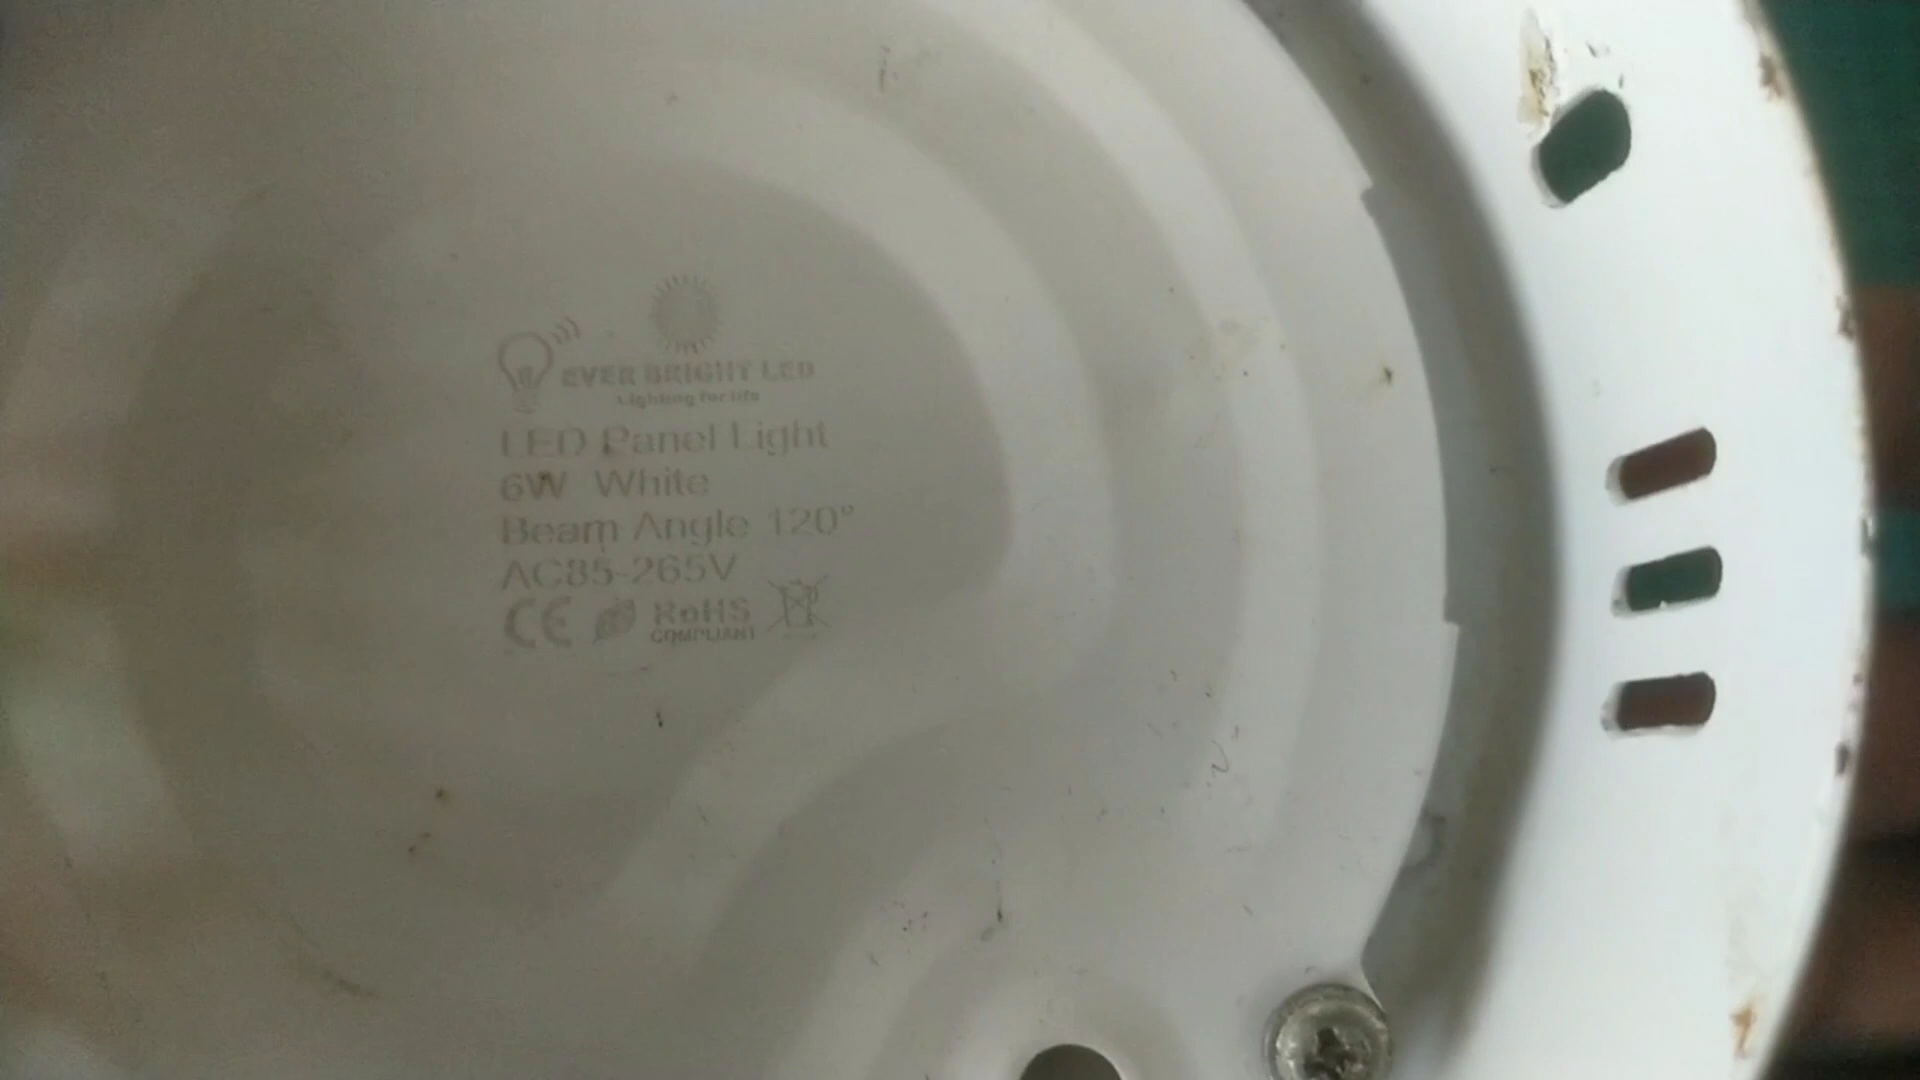 EVER BRIGHT LED
Lighting for life
LED Panel Light
6W White
Beam Angle 120°
AC85-265V
CE RoHS
COMPLIANT